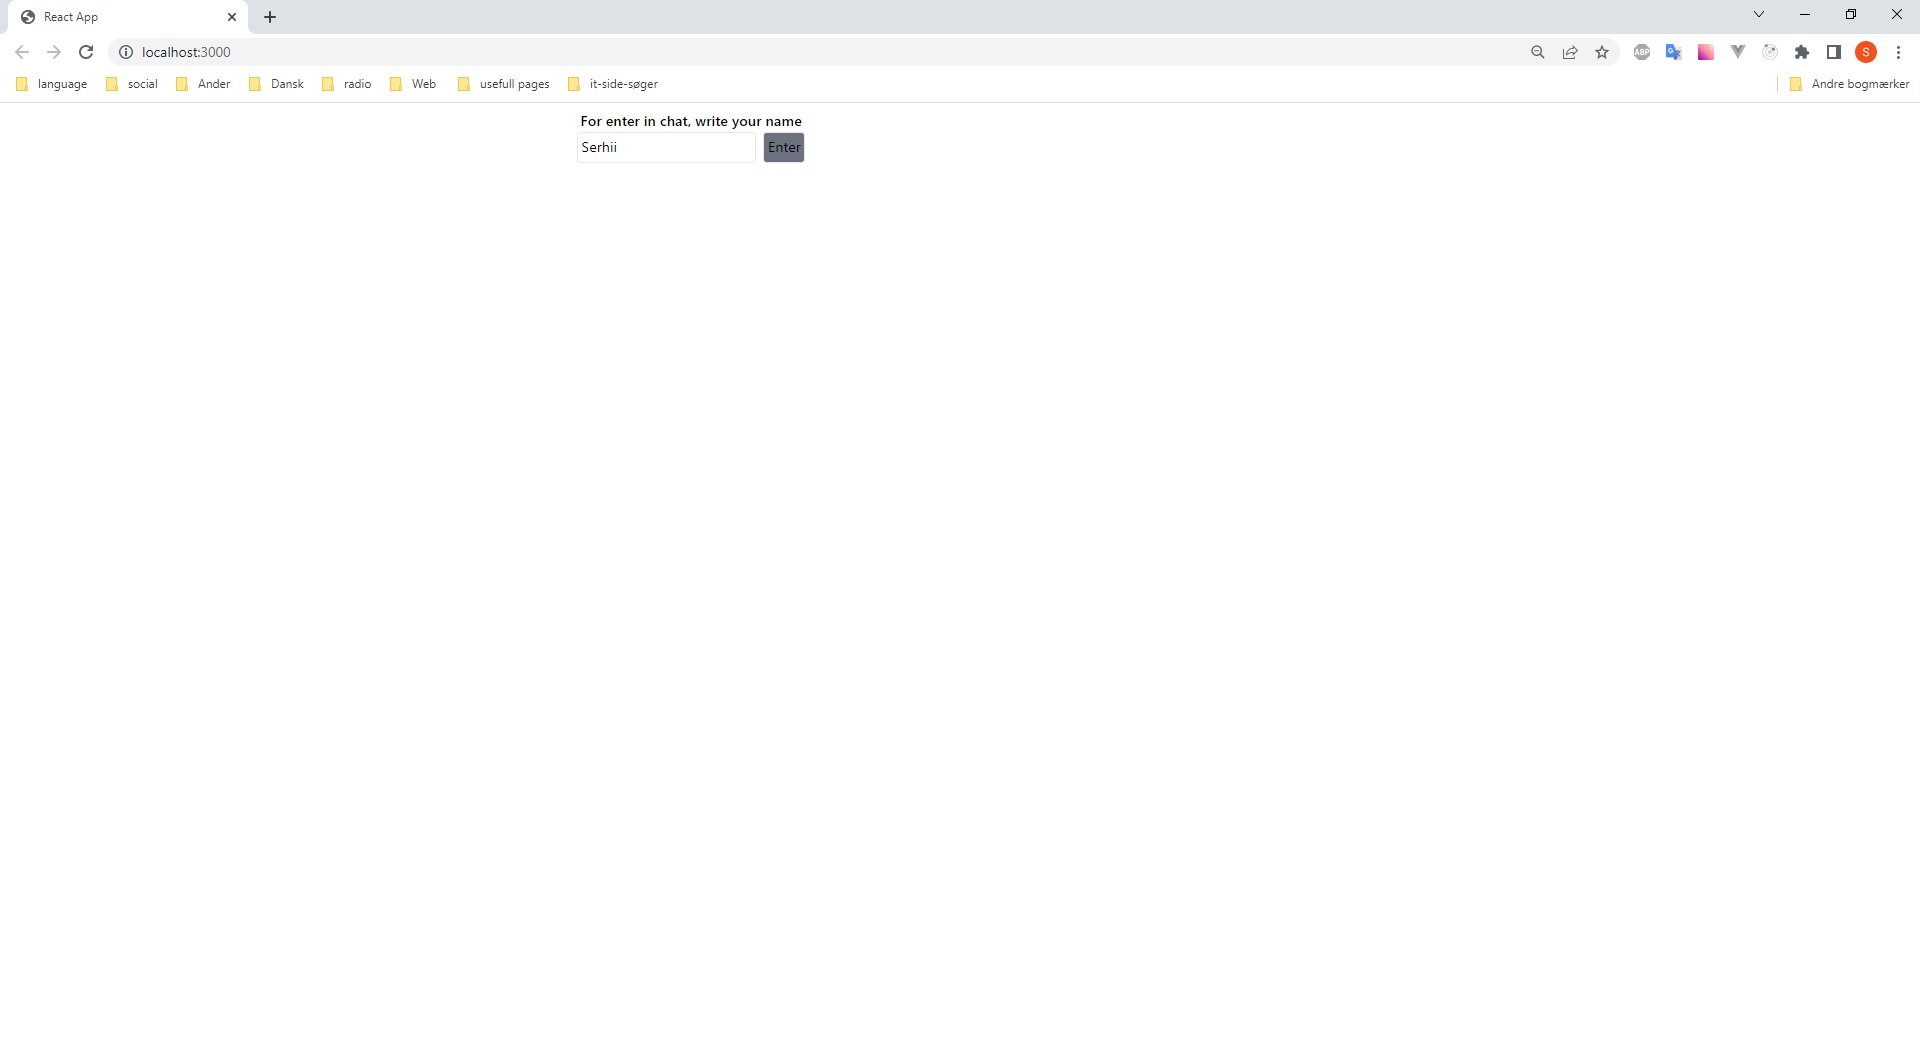 React App
localhost:3000
ABP
S
language social Ander Dansk radio Web usefull pages it-side-søger Andre bogmærker
For enter in chat, write your name
Serhii Enter